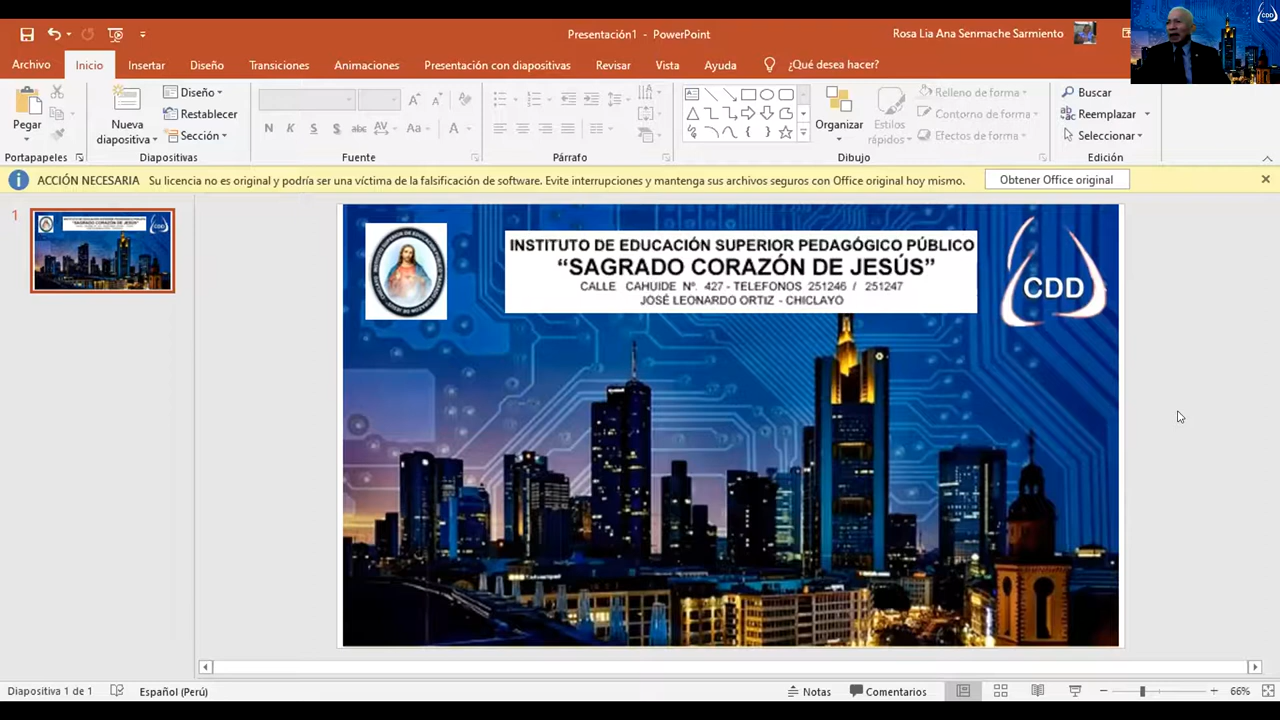 Presentación1 - PowerPoint
Rosa Lia Ana Senmache Sarmiento
CDD
Archivo
Inicio
Insertar
Diseño
Transiciones
Animaciones
Presentación con diapositivas
Revisar
Vista
Ayuda
¿Qué desea hacer?
Pegar
Portapapeles
Nueva diapositiva
Diseño
Restablecer
Sección
Diapositivas
N K S S abc AV Aa A
Fuente
Párrafo
Organizar
Estilos rápidos
Relleno de forma
Contorno de forma
Efectos de forma
Dibujo
Buscar
Reemplazar
Seleccionar
Edición
ACCIÓN NECESARIA Su licencia no es original y podría ser una víctima de la falsificación de software. Evite interrupciones y mantenga sus archivos seguros con Office original hoy mismo.
Obtener Office original
1
INSTITUTO DE EDUCACIÓN SUPERIOR PEDAGÓGICO PÚBLICO
“SAGRADO CORAZÓN DE JESÚS”
CALLE CAHUIDE Nº. 427 - TELEFONOS 251246 / 251247
JOSÉ LEONARDO ORTIZ - CHICLAYO
CDD
Diapositiva 1 de 1
Español (Perú)
Notas
Comentarios
66%